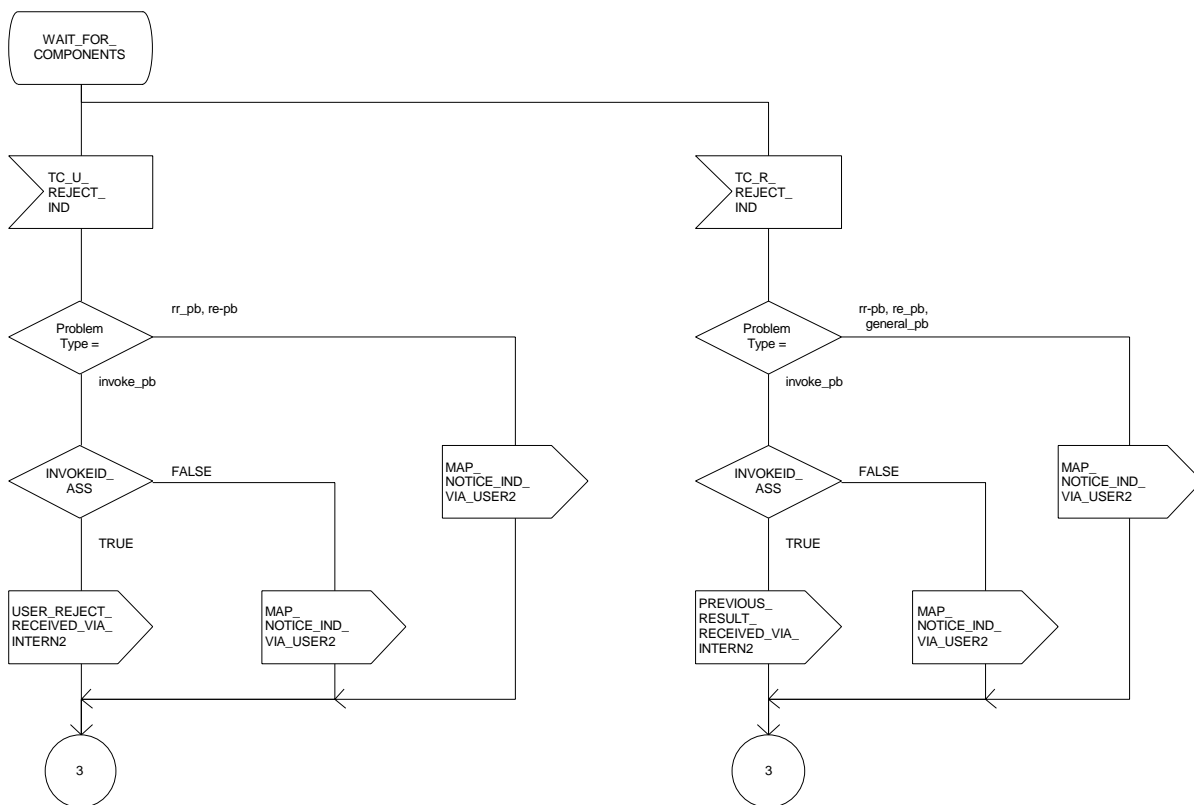 WAIT_FOR_
COMPONENTS
TC_U_
REJECT_
IND
TC_R_
REJECT_
IND
Problem
Type =
rr_pb, re-pb
invoke_pb
Problem
Type =
rr-pb, re_pb,
general_pb
invoke_pb
INVOKEID_
ASS
FALSE
TRUE
MAP_
NOTICE_IND_
VIA_USER2
INVOKEID_
ASS
FALSE
TRUE
MAP_
NOTICE_IND_
VIA_USER2
USER_REJECT_
RECEIVED_VIA_
INTERN2
MAP_
NOTICE_IND_
VIA_USER2
PREVIOUS_
RESULT_
RECEIVED_VIA_
INTERN2
MAP_
NOTICE_IND_
VIA_USER2
3
3